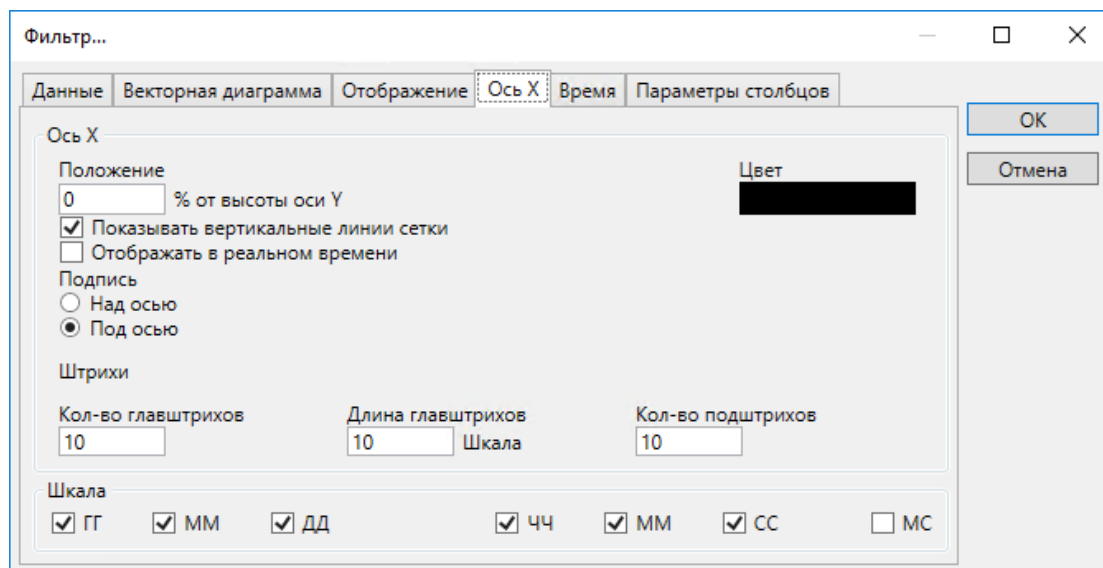 Фильтр...
Данные Векторная диаграмма Отображение Ось X Время Параметры столбцов
OK
Отмена
Ось X
Положение Цвет
0 % от высоты оси Y
Показывать вертикальные линии сетки
Отображать в реальном времени
Подпись
Над осью
Под осью
Штрихи
Кол-во главштрихов Длина главштрихов Кол-во подштрихов
10 10 Шкала 10
Шкала
ГГ ММ ДД ЧЧ ММ СС МС